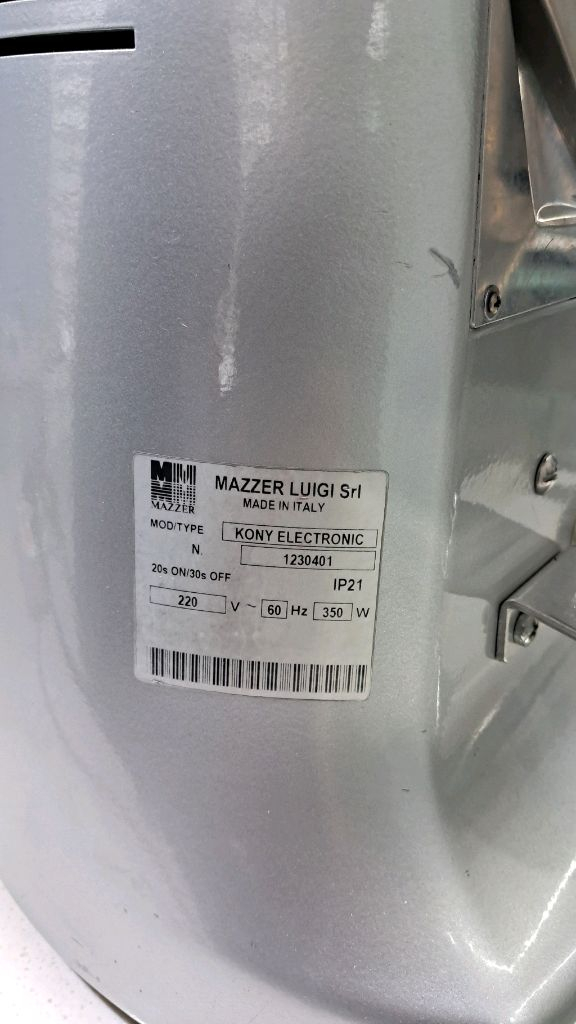 MAZZER
MAZZER LUIGI Srl
MADE IN ITALY
MOD/TYPE KONY ELECTRONIC
N. 1230401
20s ON/30s OFF IP21
220 V ~ 60 Hz 350 W